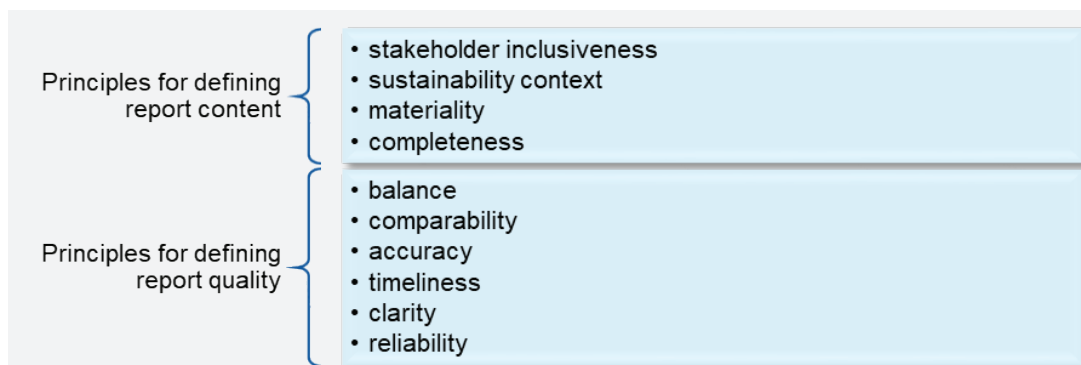 Principles for defining
report content
• stakeholder inclusiveness
• sustainability context
• materiality
• completeness
Principles for defining
report quality
• balance
• comparability
• accuracy
• timeliness
• clarity
• reliability